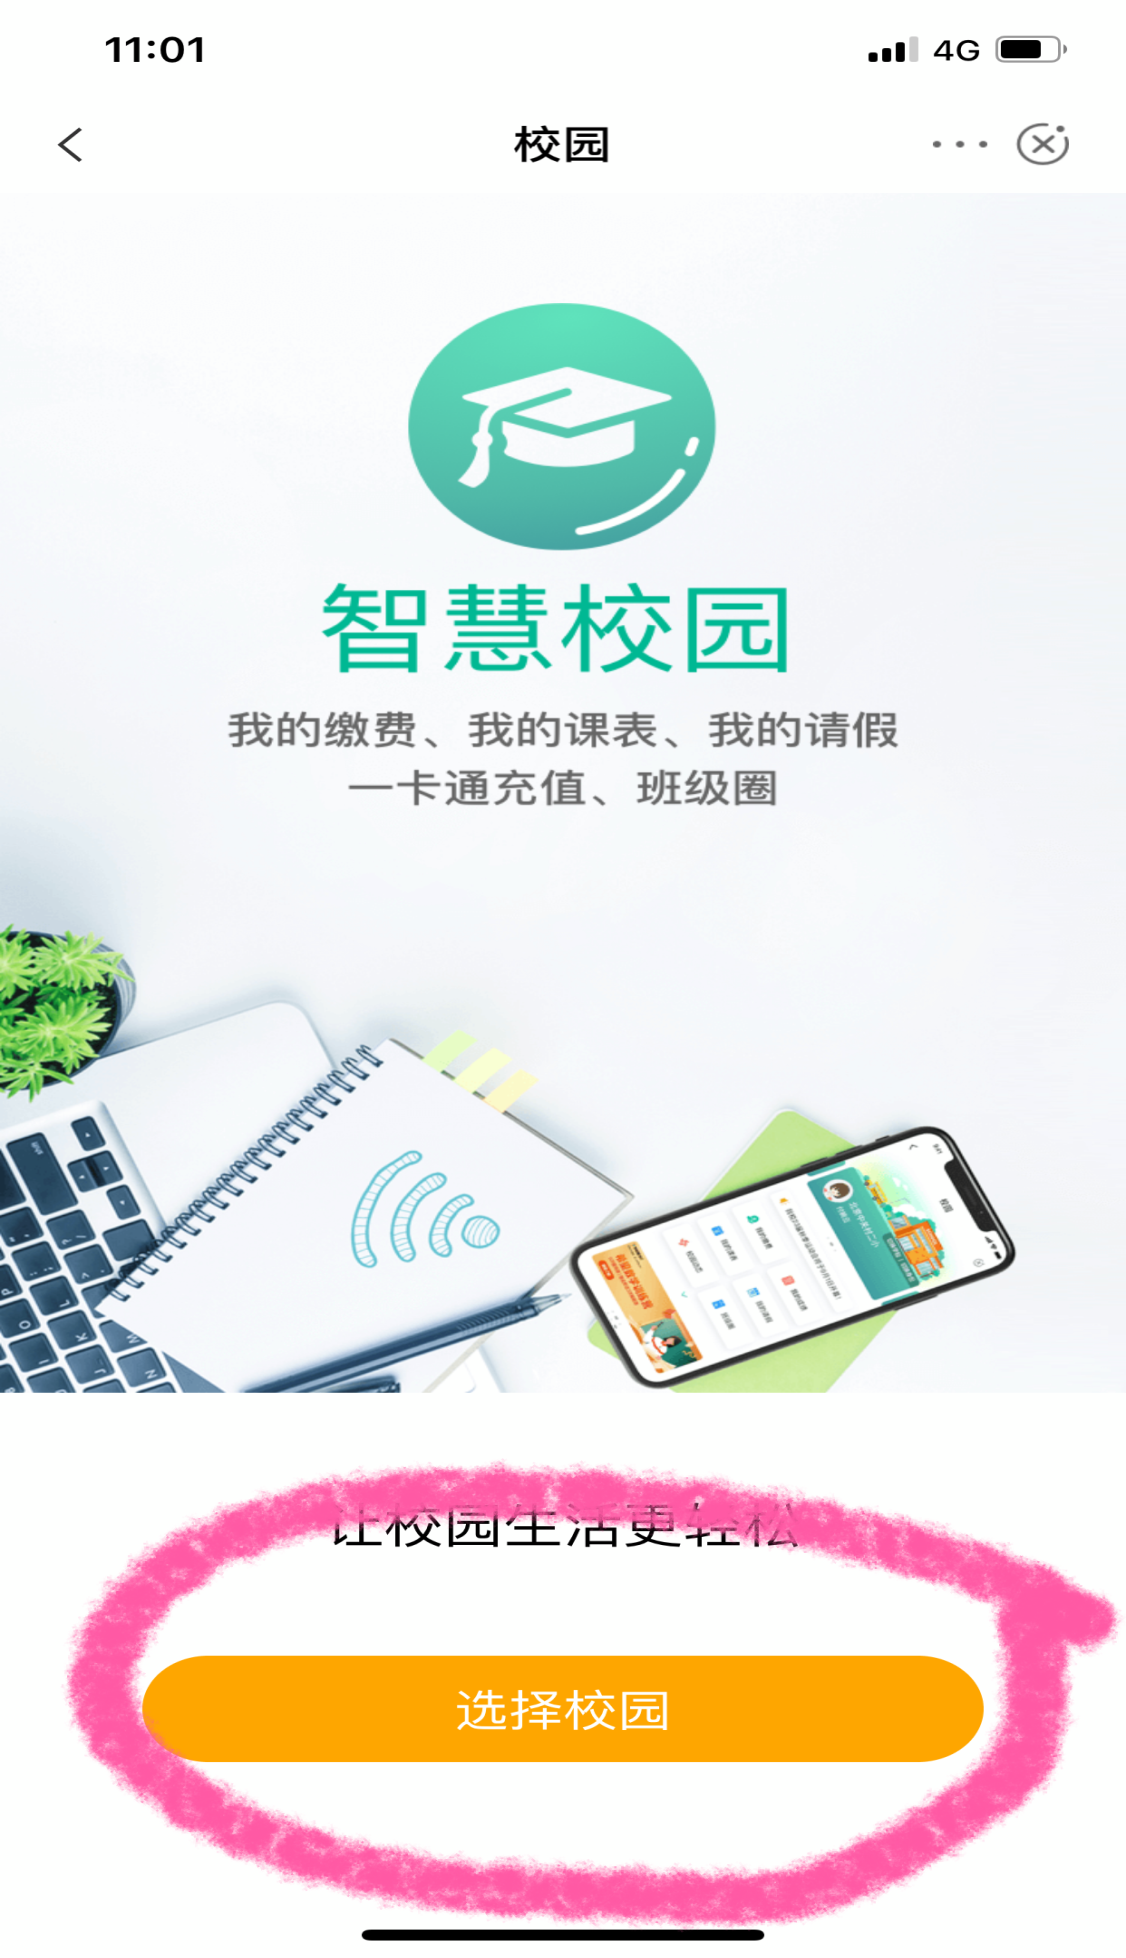 11:01 4G
校园
智慧校园
我的缴费、我的课表、我的请假
一卡通充值、班级圈
让校园生活更轻松
选择校园